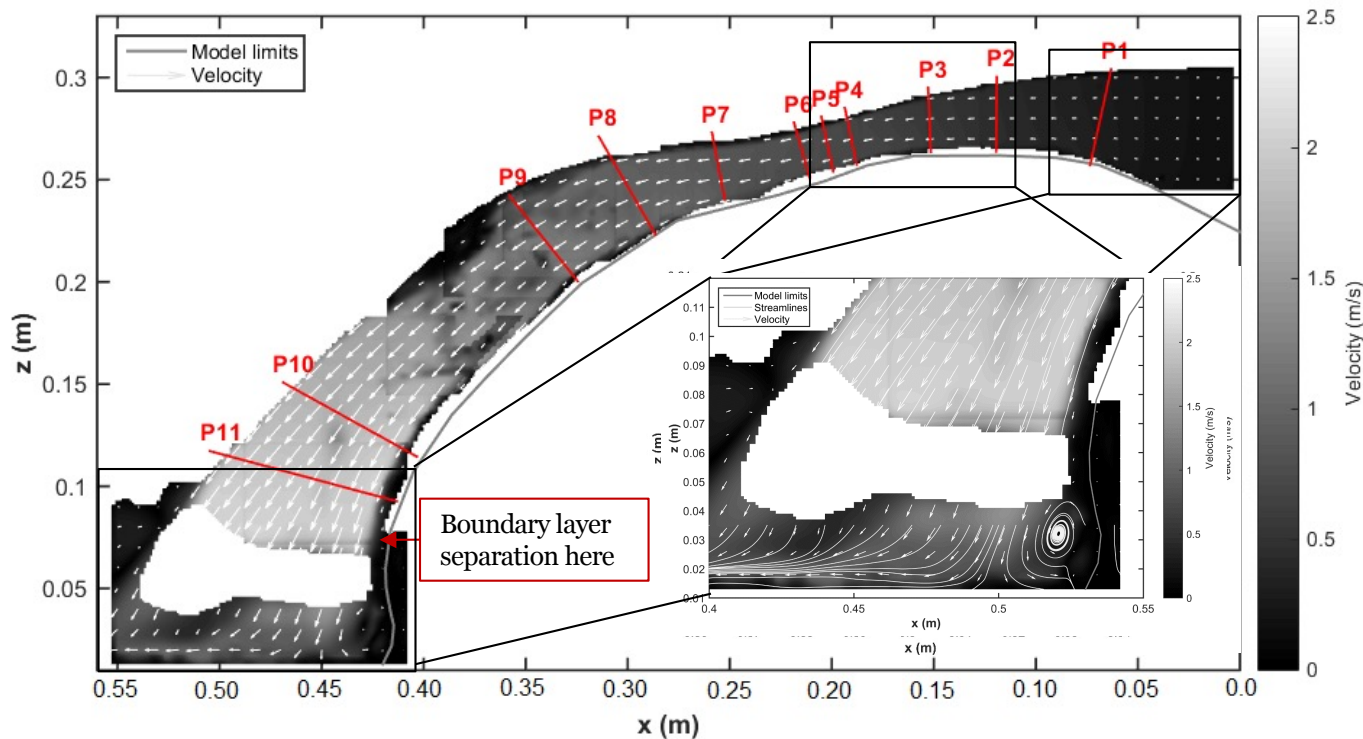 Model limits
Velocity
P1
P2
P3
P4
P5
P6
P7
P8
P9
P10
P11
Boundary layer
separation here
0.3
0.25
0.2
0.15
0.1
0.05
z (m)
0.55
0.50
0.45
0.40
0.35
0.30
0.25
0.20
0.15
0.10
0.05
0.0
x (m)
2.5
2
1.5
1
0.5
0
Velocity (m/s)
Model limits
Streamlines
Velocity
0.11
0.1
0.09
0.08
0.07
0.06
0.05
0.04
0.03
0.02
0.01
z (m)
z (m)
0.4
0.45
0.5
0.55
x (m)
x (m)
2.5
2
1.5
1
0.5
0
Velocity (m/s)